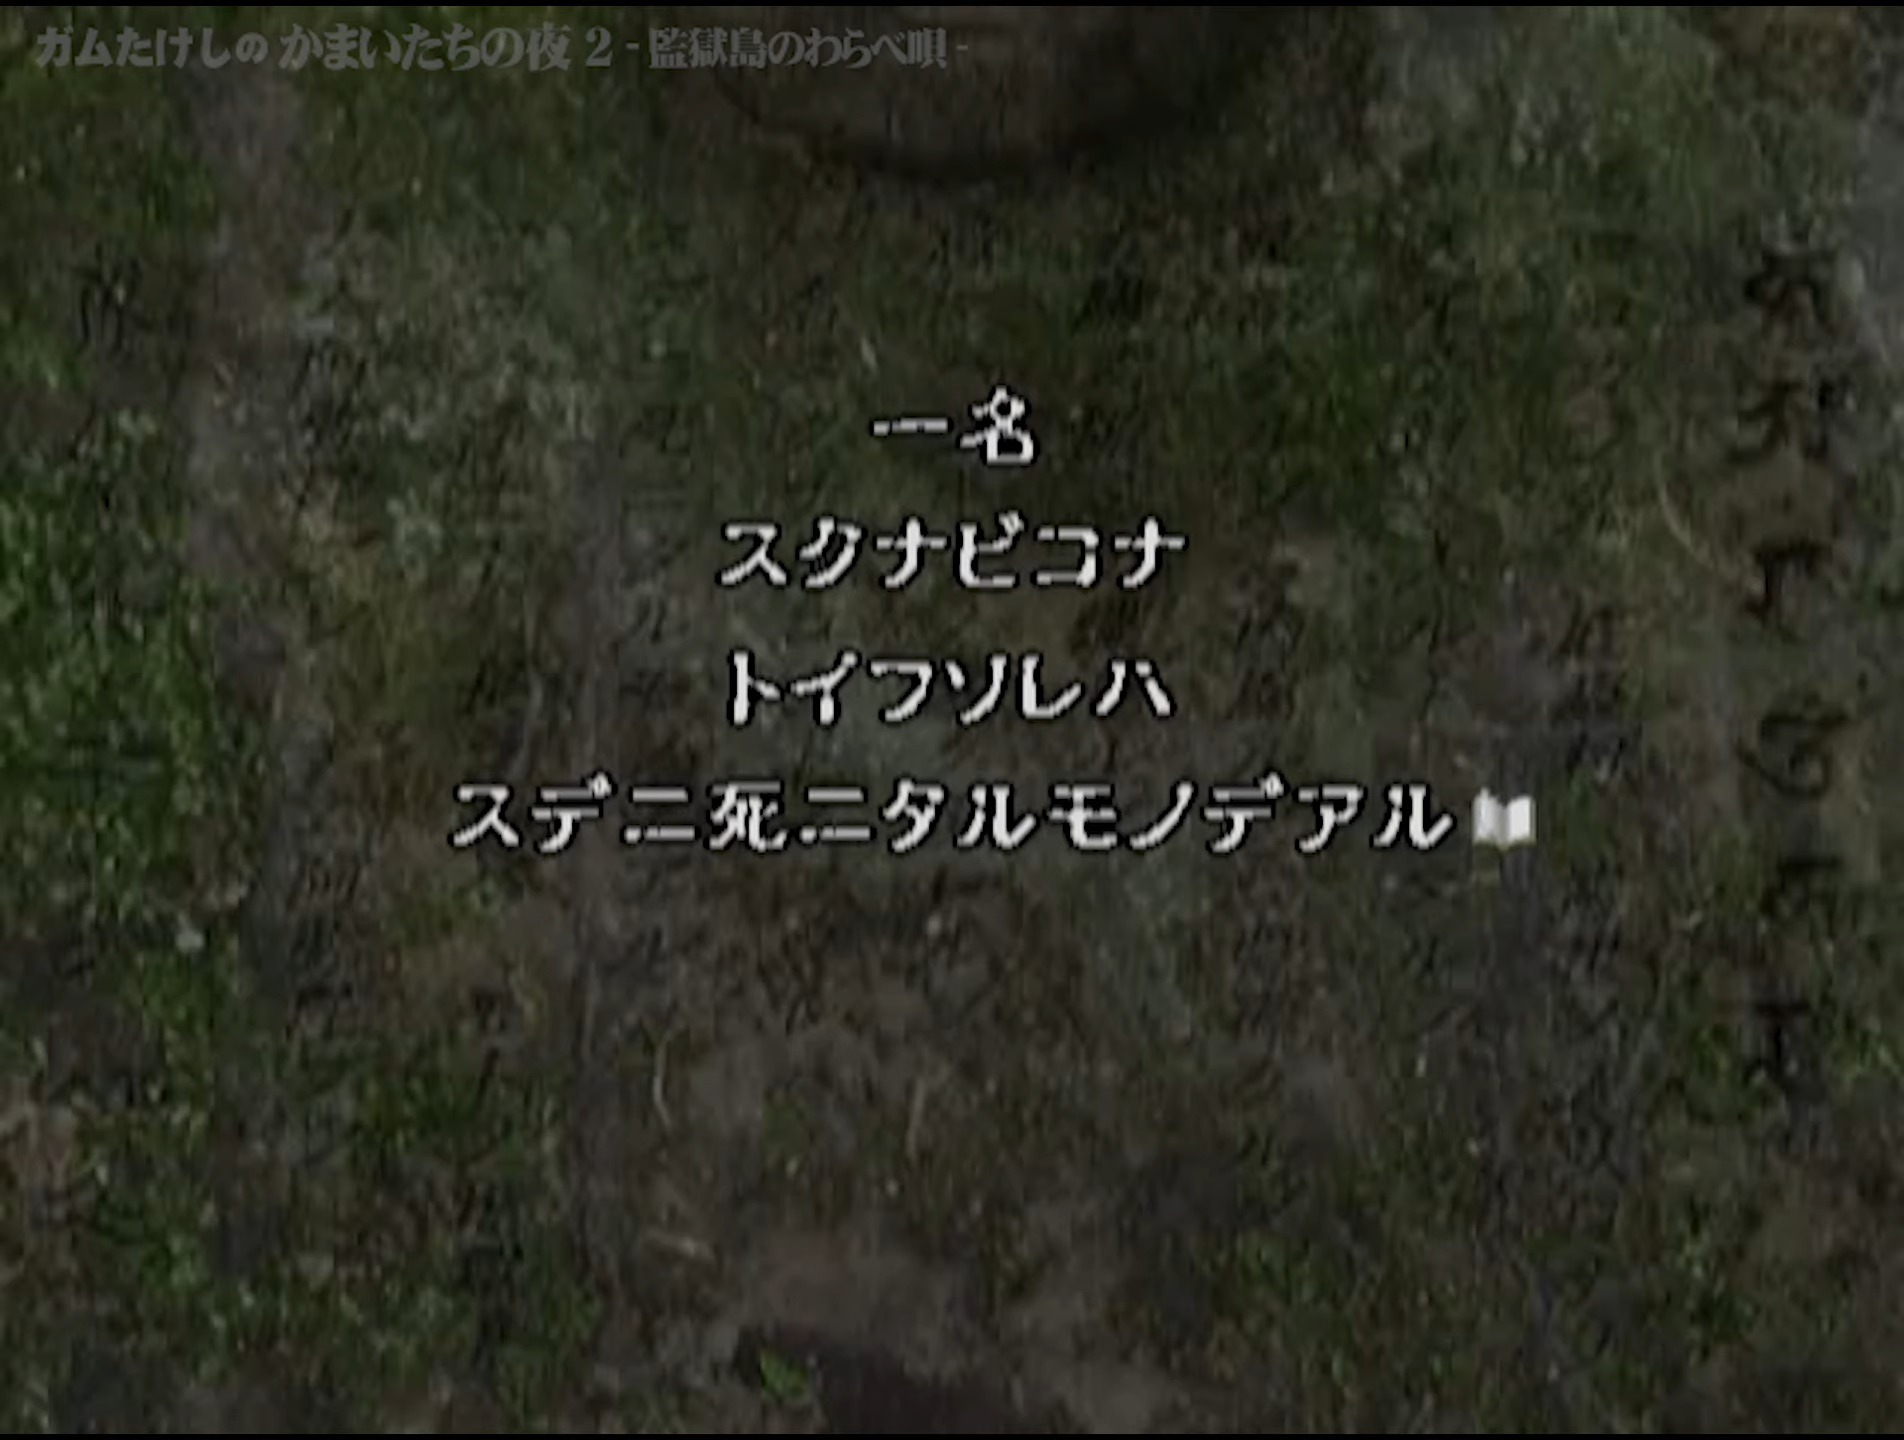 ガムたけしの かまいたちの夜 2 - 監獄島のわらべ唄 -
一名
スクナビコナ
トイフソレハ
スデニ死ニタルモノデアル